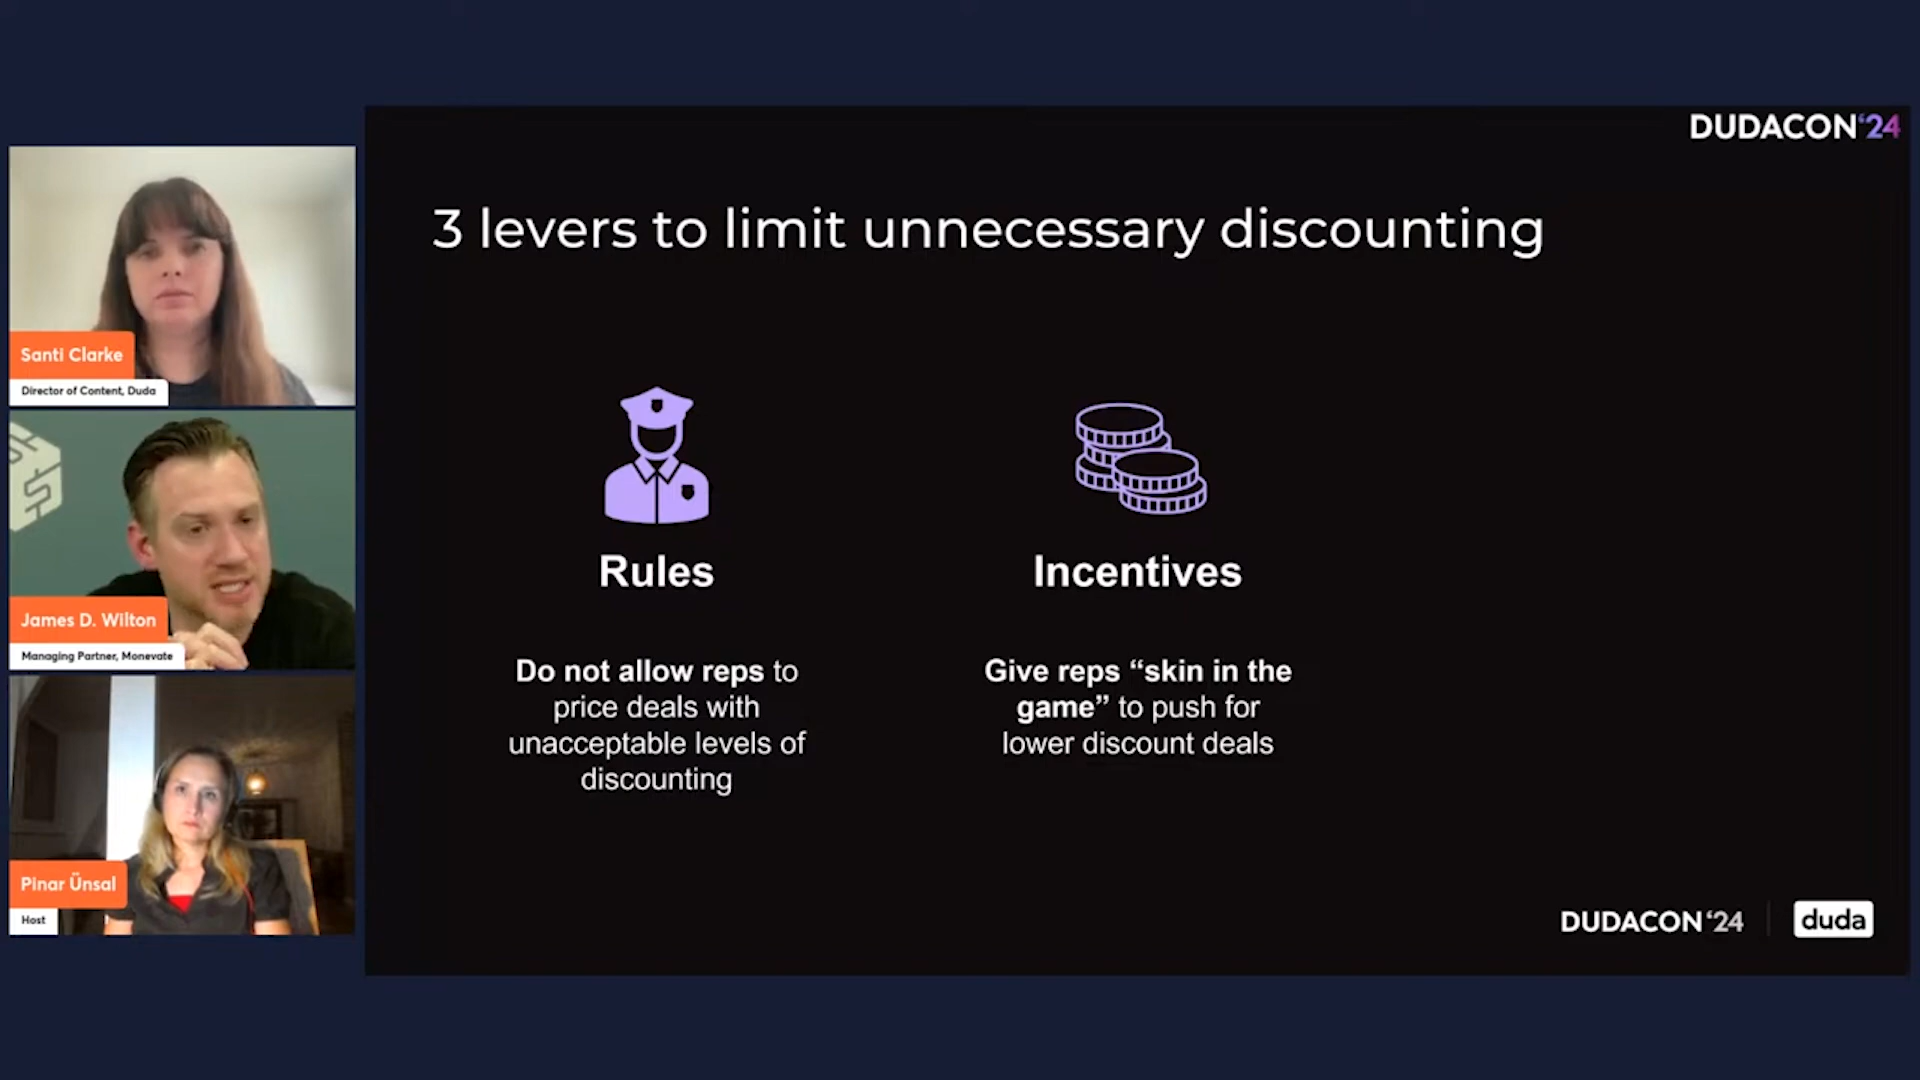 DUDACON‘24
3 levers to limit unnecessary discounting
Rules
Do not allow reps to
price deals with
unacceptable levels of
discounting
Incentives
Give reps “skin in the
game” to push for
lower discount deals
Santi Clarke
Director of Content, Duda
James D. Wilton
Managing Partner, Monevate
Pinar Ünsal
Host
DUDACON‘24
duda